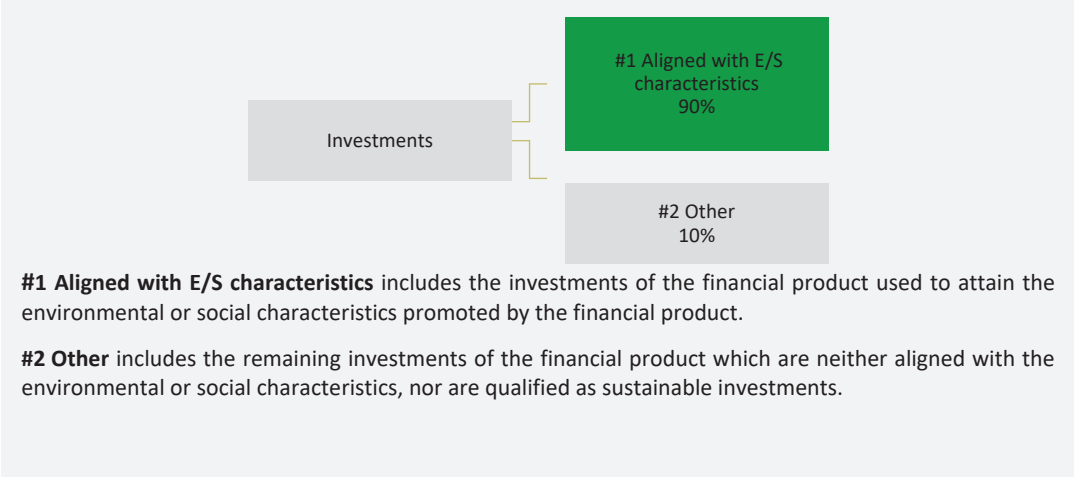 #1 Aligned with E/S
characteristics
90%
Investments
#2 Other
10%
#1 Aligned with E/S characteristics includes the investments of the financial product used to attain the
environmental or social characteristics promoted by the financial product.
#2 Other includes the remaining investments of the financial product which are neither aligned with the
environmental or social characteristics, nor are qualified as sustainable investments.